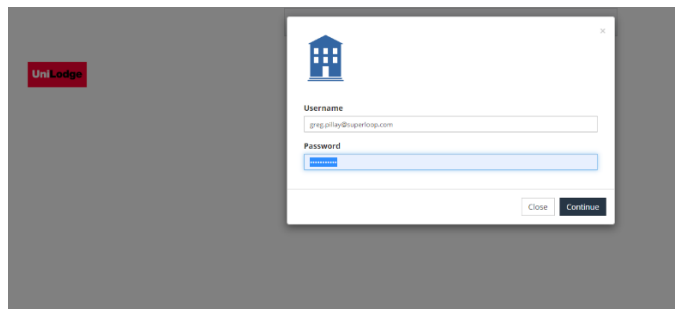 UniLodge
×
Username
greg.pillay@superloop.com
Password
••••••••••
Close Continue